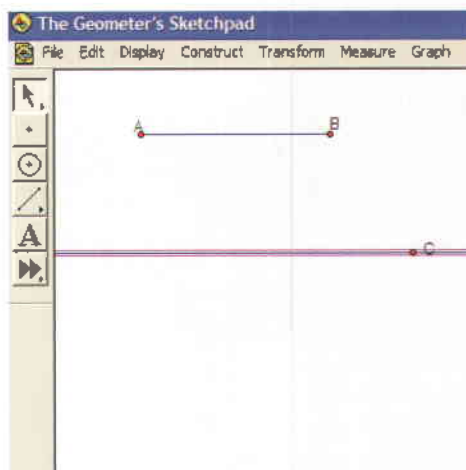 The Geometer's Sketchpad
File Edit Display Construct Transform Measure Graph
A B
C
A